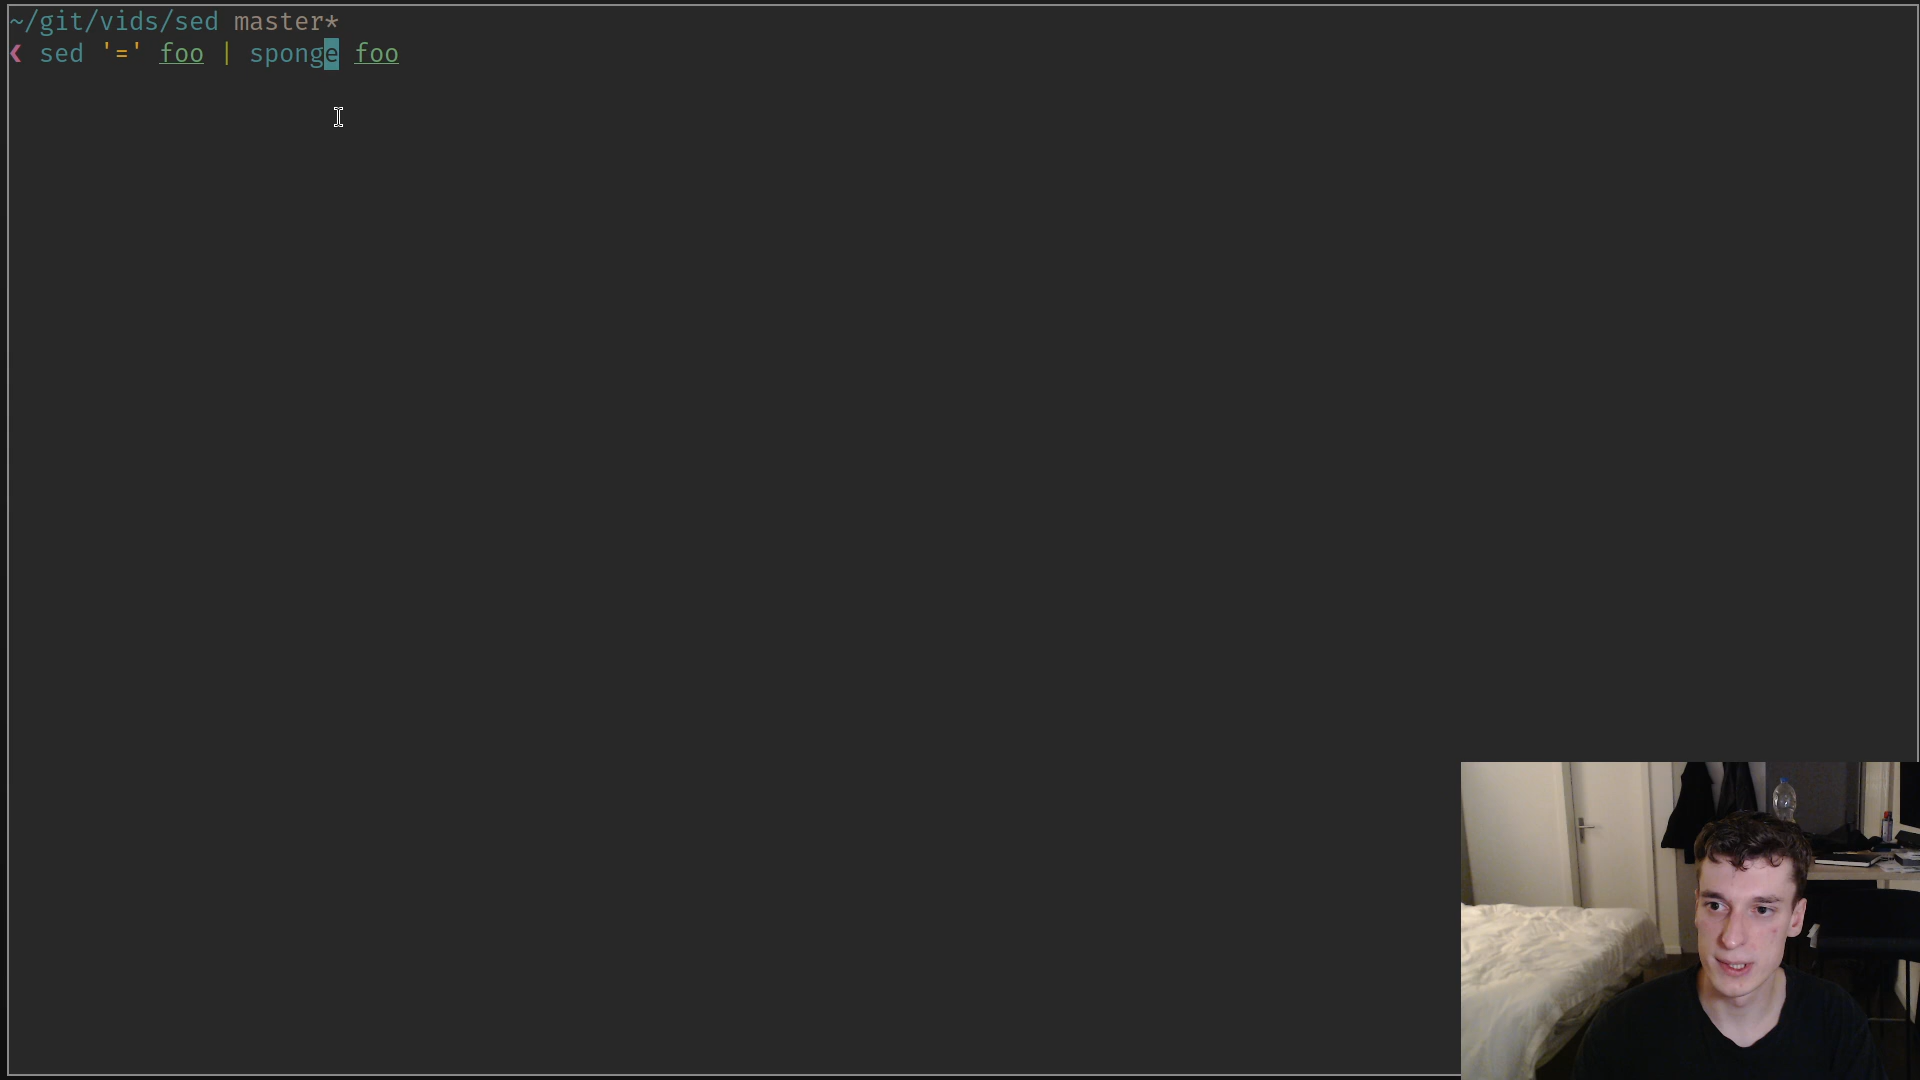 ~/git/vids/sed master*
❮ sed '=' foo | sponge foo